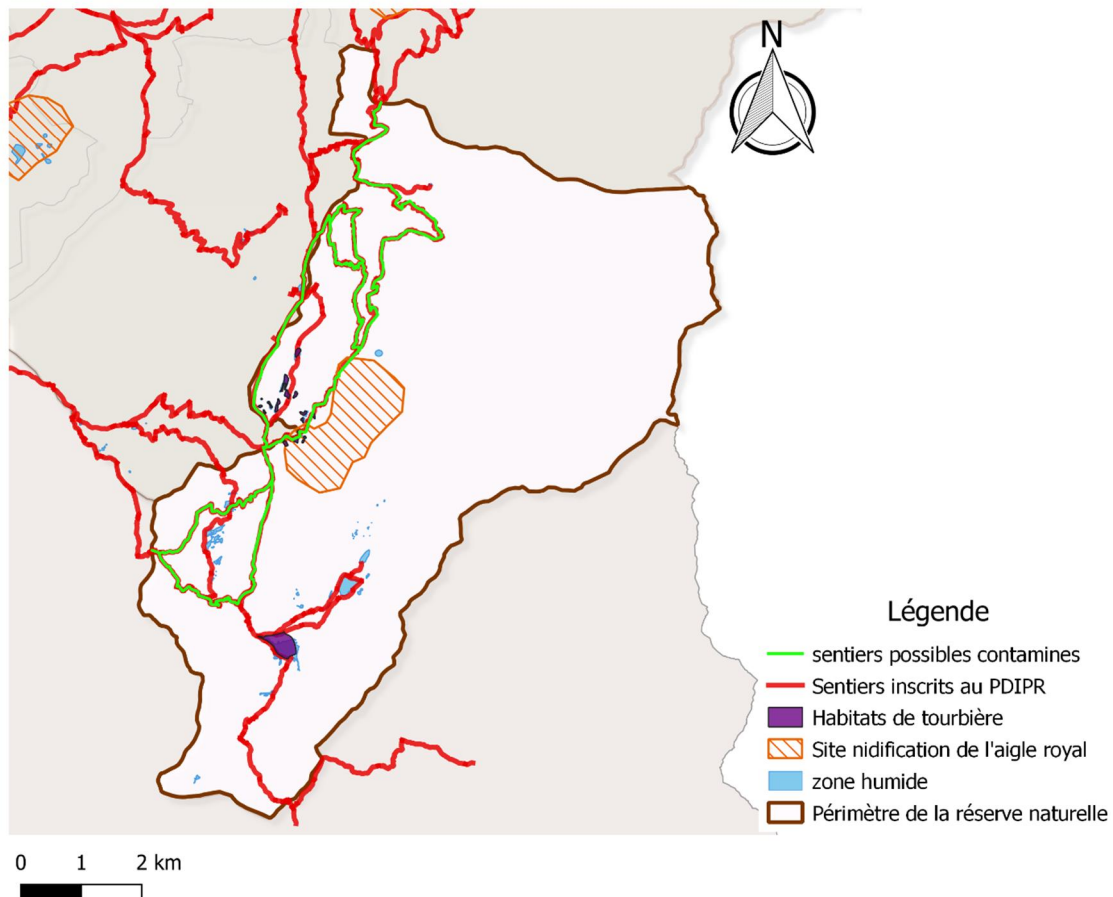 N
Légende
sentiers possibles contamines
Sentiers inscrits au PDIPR
Habitats de tourbière
Site nidification de l'aigle royal
zone humide
Périmètre de la réserve naturelle
0 1 2 km